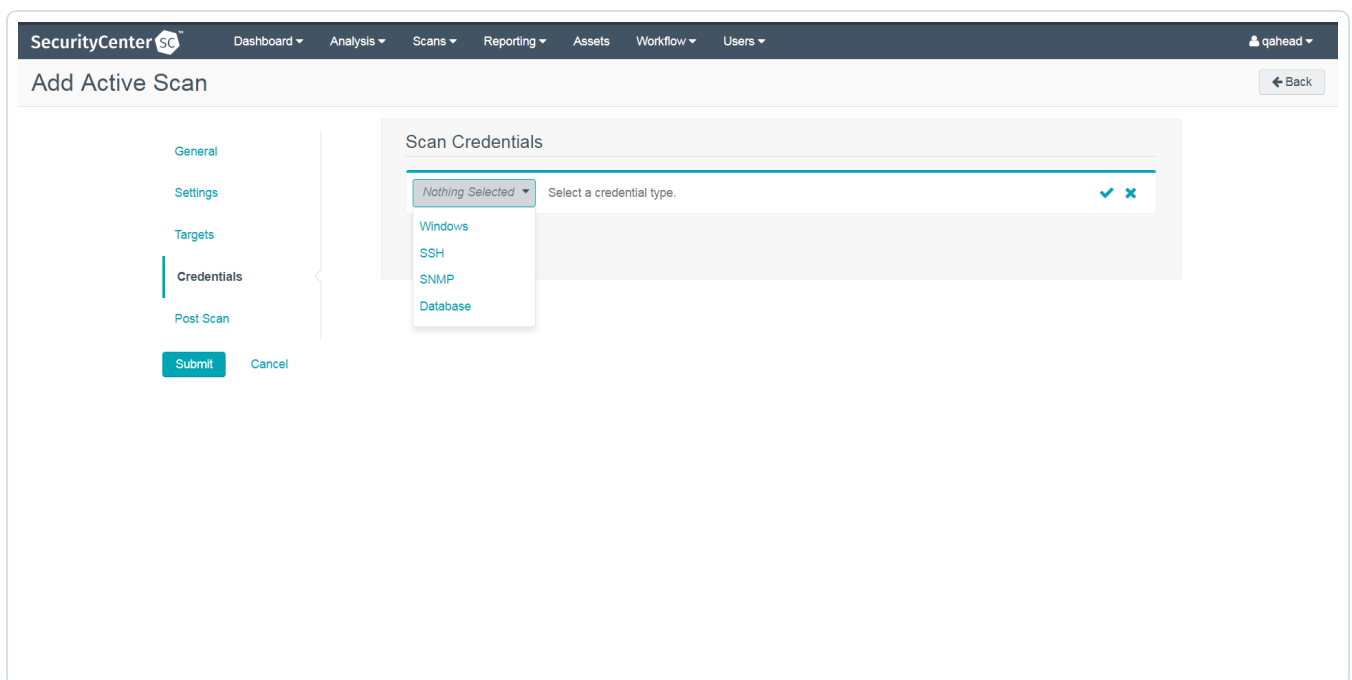 SecurityCenter SC™ Dashboard Analysis Scans Reporting Assets Workflow Users qahead
Add Active Scan Back
Scan Credentials
General
Nothing Selected Select a credential type.
Settings
Windows
Targets
SSH
Credentials
SNMP
Database
Post Scan
Submit Cancel